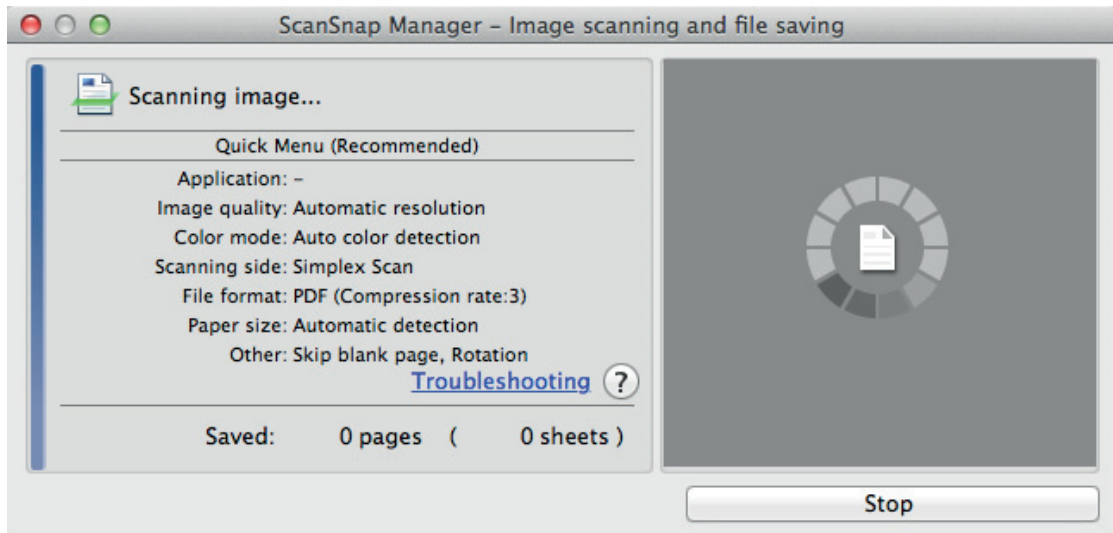 ScanSnap Manager – Image scanning and file saving
Scanning image...
Quick Menu (Recommended)
Application: –
Image quality: Automatic resolution
Color mode: Auto color detection
Scanning side: Simplex Scan
File format: PDF (Compression rate:3)
Paper size: Automatic detection
Other: Skip blank page, Rotation
Troubleshooting ?
Saved: 0 pages ( 0 sheets )
Stop